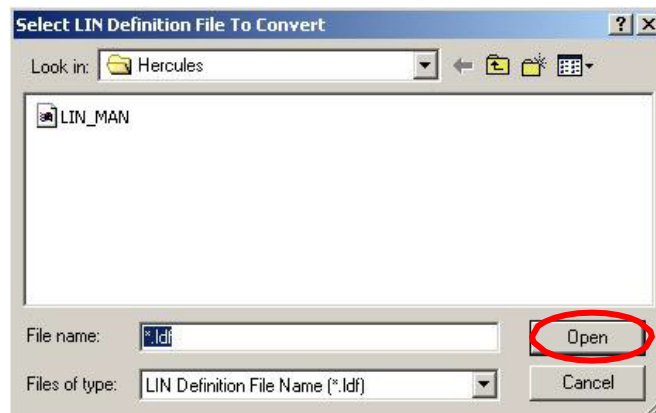 Select LIN Definition File To Convert
Look in: Hercules
LIN_MAN
File name: *.ldf
Open
Files of type: LIN Definition File Name (*.ldf)
Cancel